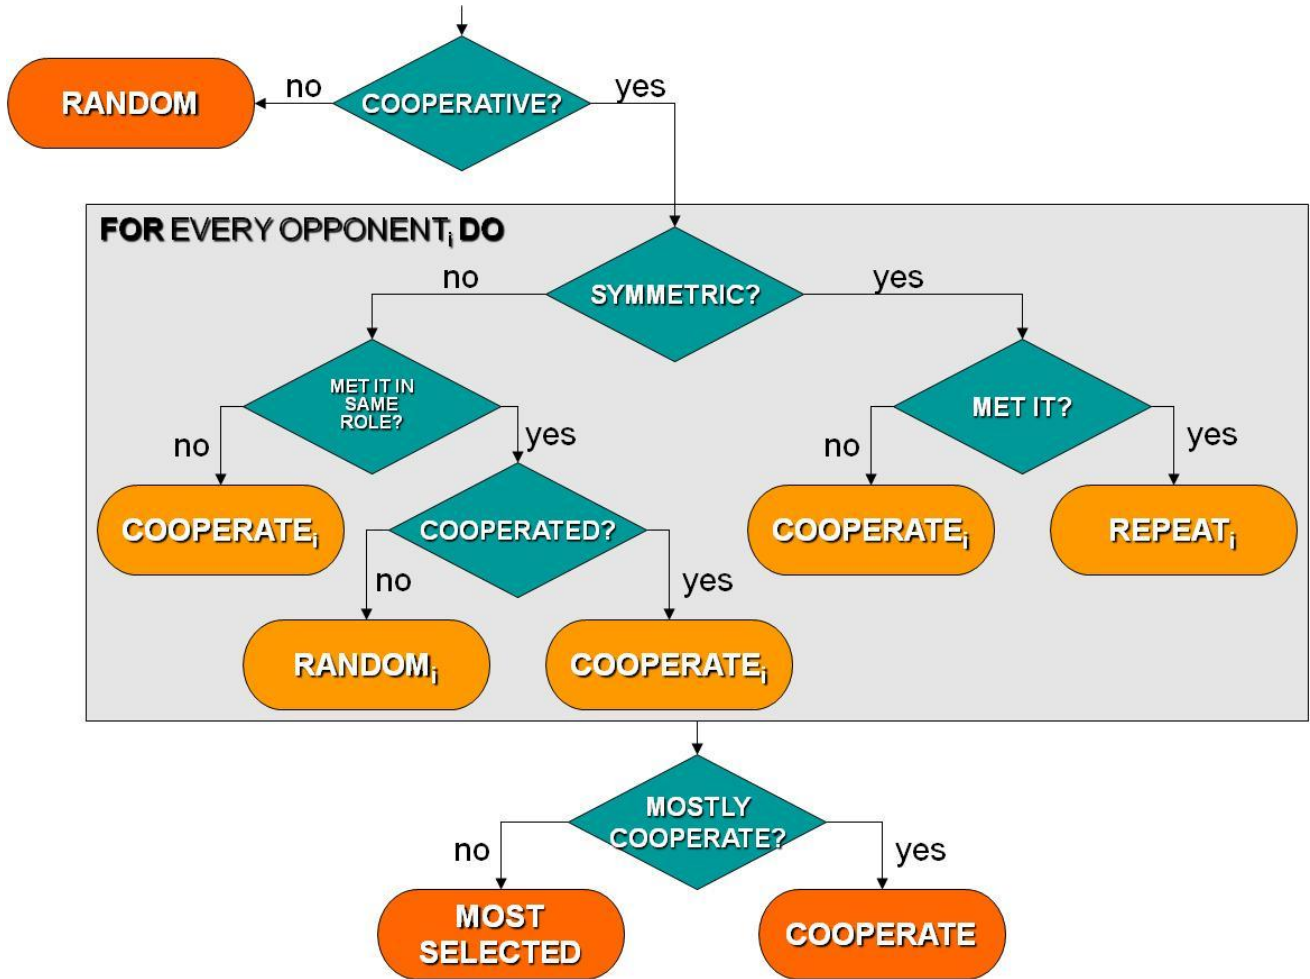 no
yes
RANDOM
COOPERATIVE?
FOR EVERY OPPONENTi DO
no
yes
SYMMETRIC?
MET IT IN
SAME
ROLE?
MET IT?
no
yes
no
yes
COOPERATEi
COOPERATED?
COOPERATEi
REPEATi
no
yes
RANDOMi
COOPERATEi
MOSTLY
COOPERATE?
no
yes
MOST
SELECTED
COOPERATE